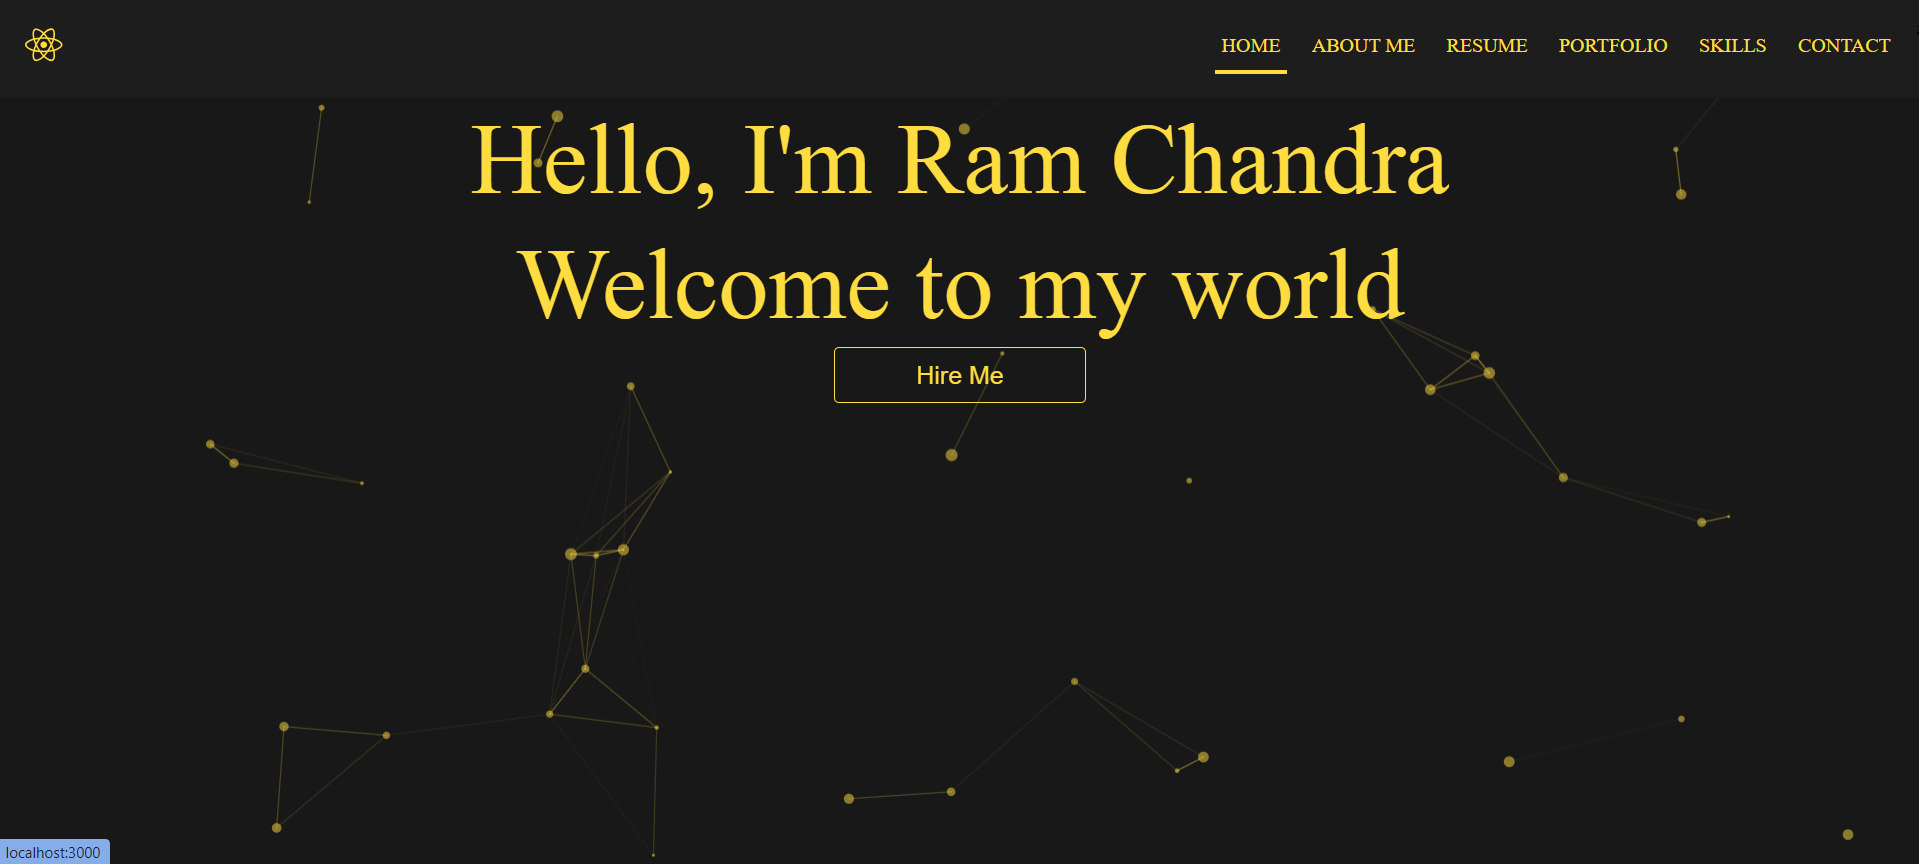 HOME ABOUT ME RESUME PORTFOLIO SKILLS CONTACT
Hello, I'm Ram Chandra
Welcome to my world
Hire Me
localhost:3000